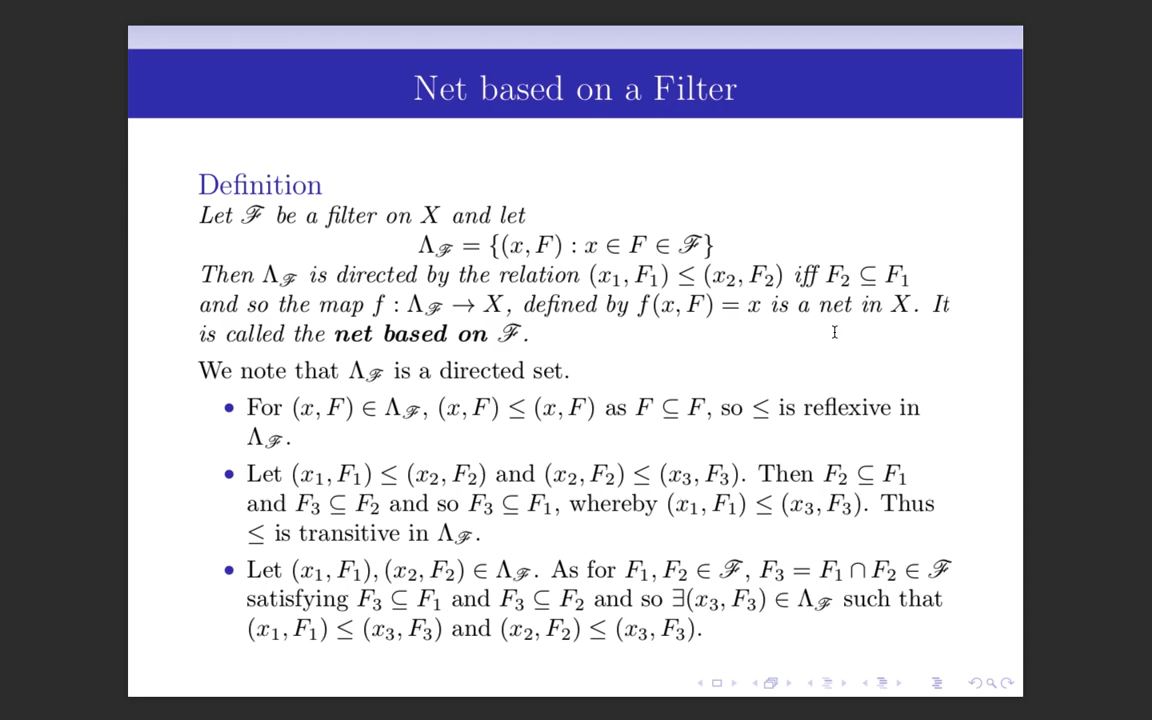 Net based on a Filter
Definition
Let ℱ be a filter on X and let
Λ_ℱ = {(x, F) : x ∈ F ∈ ℱ}
Then Λ_ℱ is directed by the relation (x₁, F₁) ≤ (x₂, F₂) iff F₂ ⊆ F₁
and so the map f : Λ_ℱ → X, defined by f(x, F) = x is a net in X. It
is called the net based on ℱ.
We note that Λ_ℱ is a directed set.
• For (x, F) ∈ Λ_ℱ, (x, F) ≤ (x, F) as F ⊆ F, so ≤ is reflexive in
Λ_ℱ.
• Let (x₁, F₁) ≤ (x₂, F₂) and (x₂, F₂) ≤ (x₃, F₃). Then F₂ ⊆ F₁
and F₃ ⊆ F₂ and so F₃ ⊆ F₁, whereby (x₁, F₁) ≤ (x₃, F₃). Thus
≤ is transitive in Λ_ℱ.
• Let (x₁, F₁), (x₂, F₂) ∈ Λ_ℱ. As for F₁, F₂ ∈ ℱ, F₃ = F₁ ∩ F₂ ∈ ℱ
satisfying F₃ ⊆ F₁ and F₃ ⊆ F₂ and so ∃(x₃, F₃) ∈ Λ_ℱ such that
(x₁, F₁) ≤ (x₃, F₃) and (x₂, F₂) ≤ (x₃, F₃).